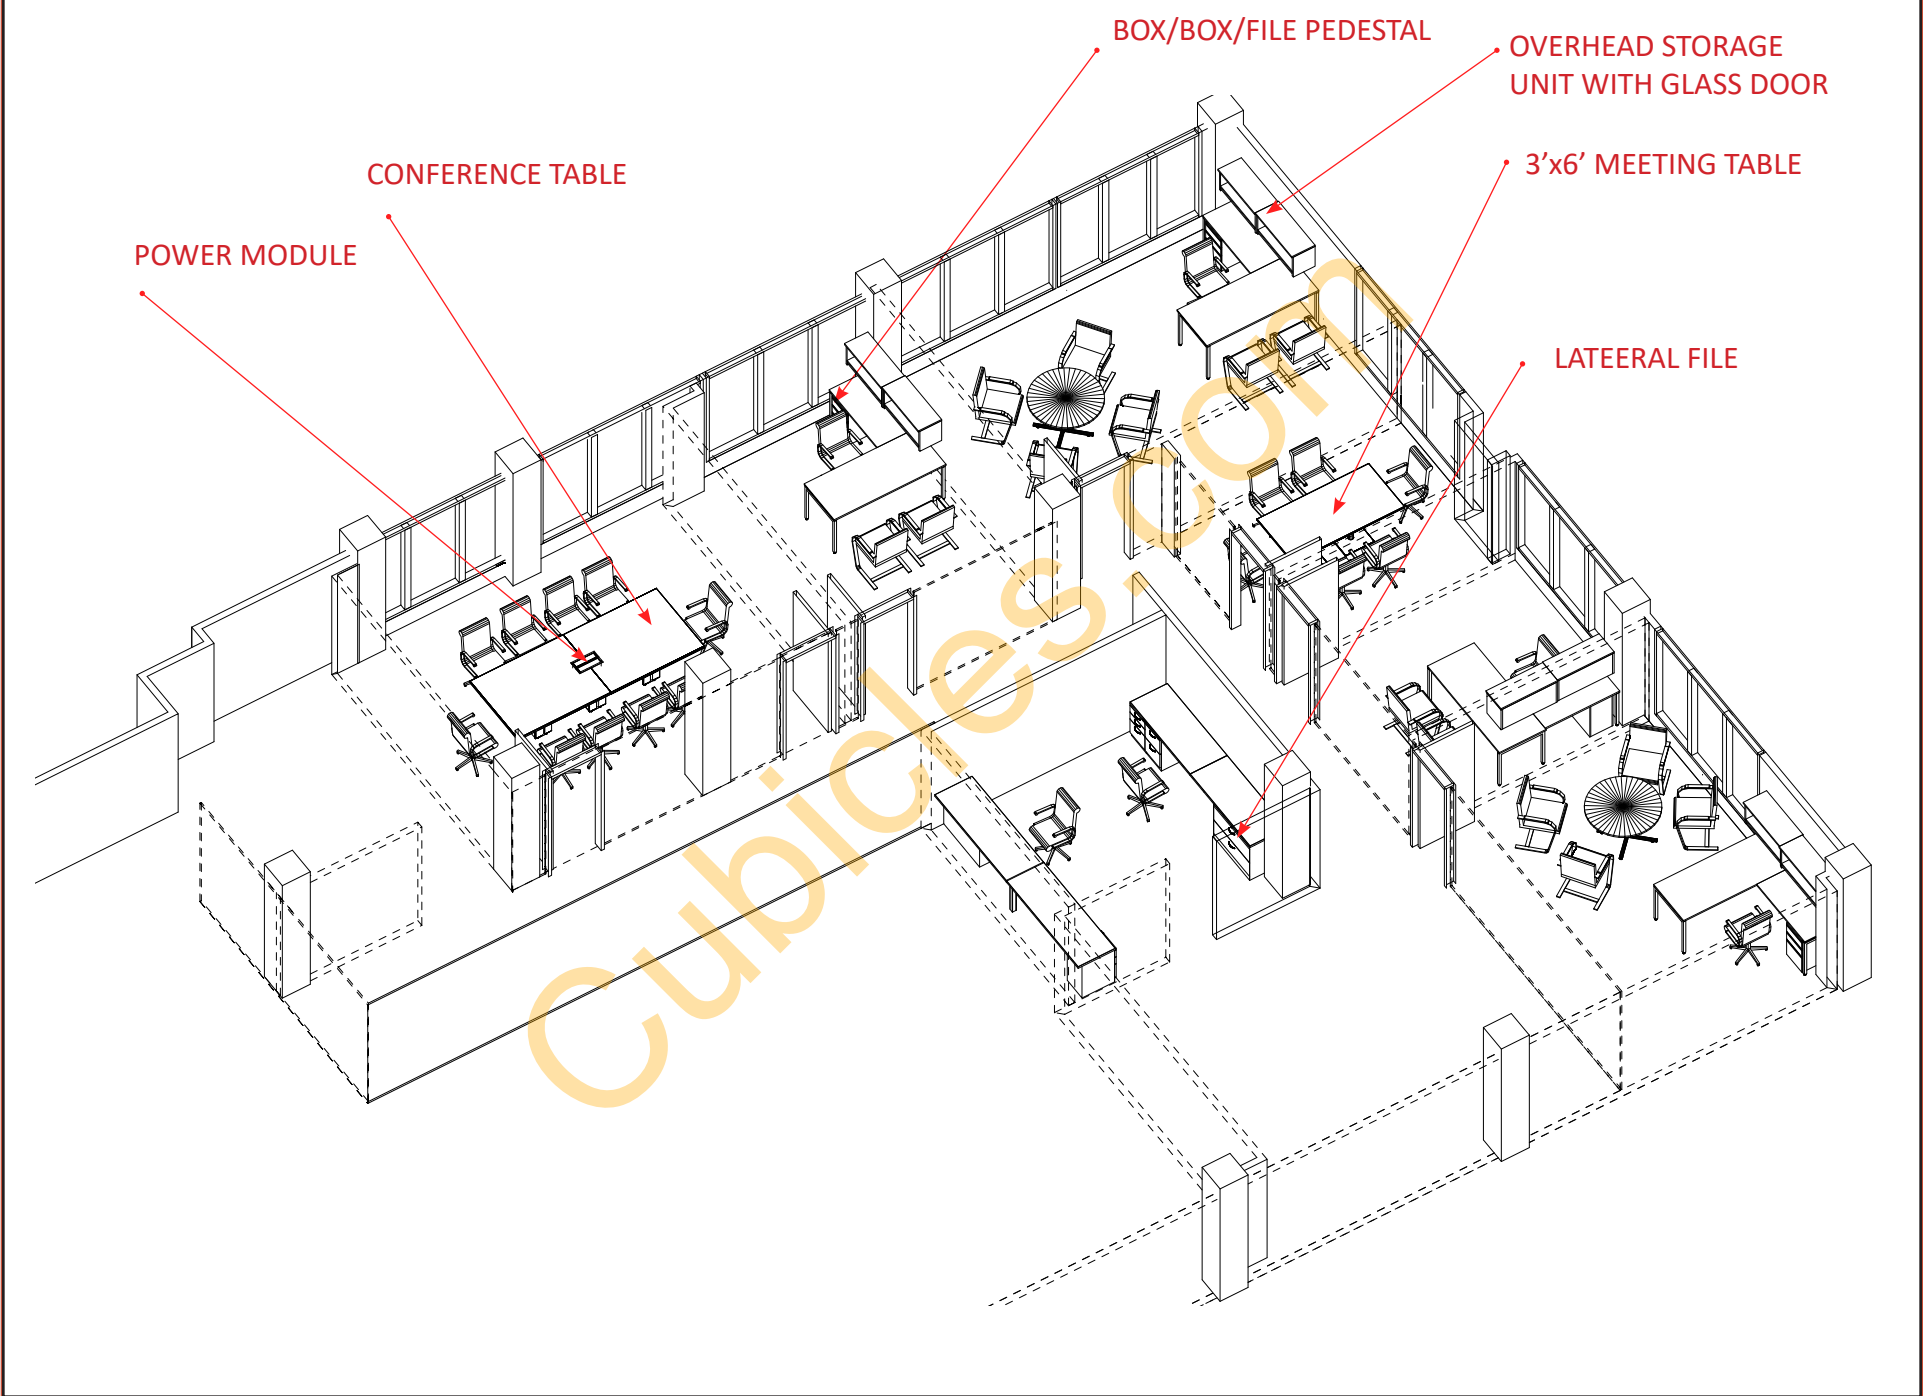 BOX/BOX/FILE PEDESTAL
OVERHEAD STORAGE
UNIT WITH GLASS DOOR
CONFERENCE TABLE
3’x6’ MEETING TABLE
POWER MODULE
LATEERAL FILE
Cubicles.com